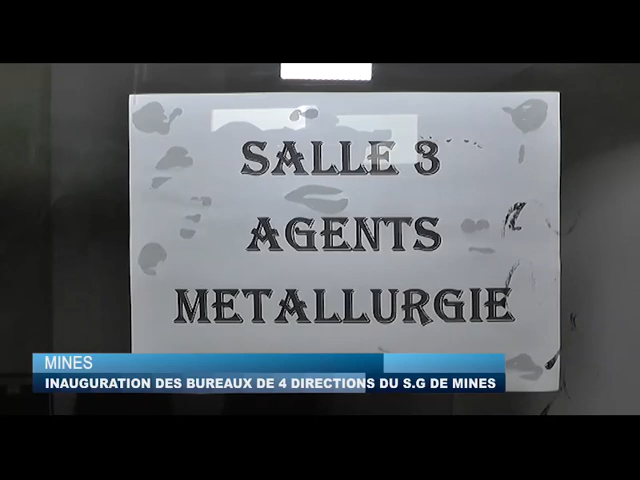 SALLE 3
AGENTS
METALLURGIE
MINES
INAUGURATION DES BUREAUX DE 4 DIRECTIONS DU S.G DE MINES